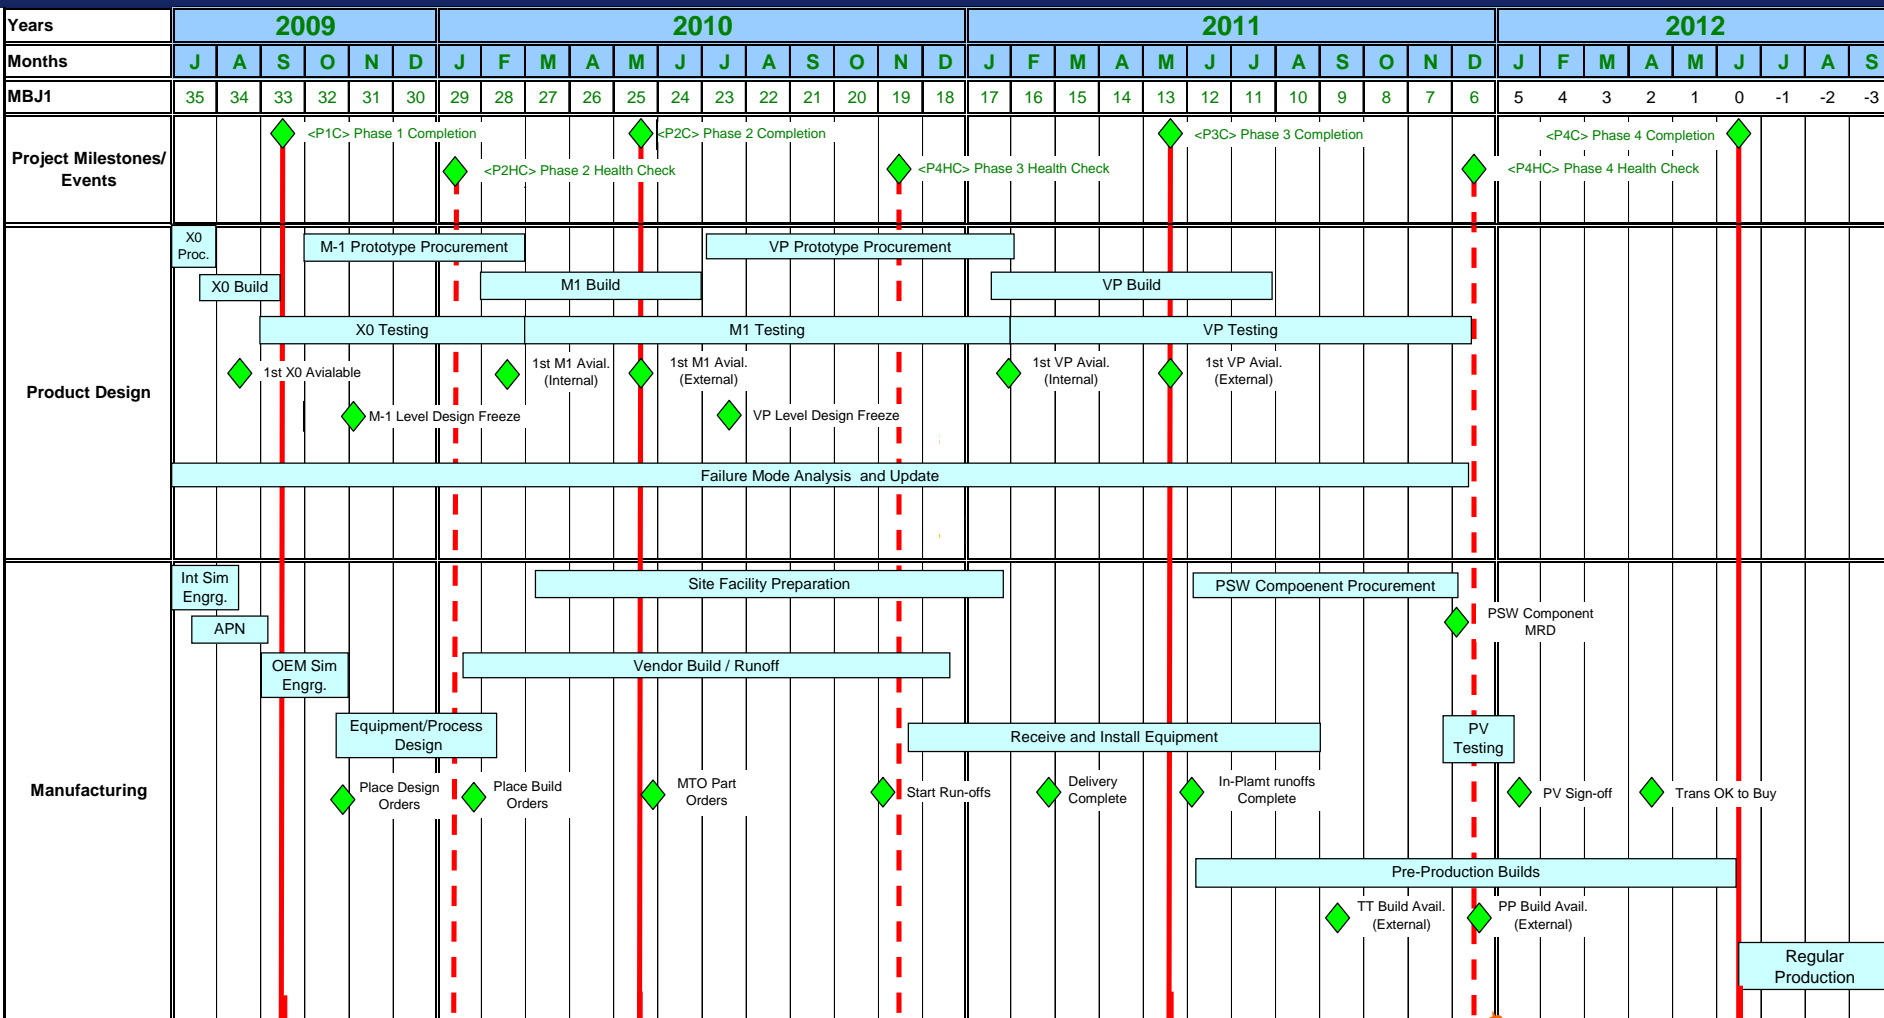 Years 2009 2010 2011 2012
Months J A S O N D J F M A M J J A S O N D J F M A M J J A S O N D J F M A M J J A S
MBJ1 35 34 33 32 31 30 29 28 27 26 25 24 23 22 21 20 19 18 17 16 15 14 13 12 11 10 9 8 7 6 5 4 3 2 1 0 -1 -2 -3
Project Milestones/
Events
<P1C> Phase 1 Completion
<P2C> Phase 2 Completion
<P3C> Phase 3 Completion
<P4C> Phase 4 Completion
<P2HC> Phase 2 Health Check
<P4HC> Phase 3 Health Check
<P4HC> Phase 4 Health Check
Product Design
X0
Proc.
M-1 Prototype Procurement
VP Prototype Procurement
X0 Build
M1 Build
VP Build
X0 Testing
M1 Testing
VP Testing
1st X0 Avialable
1st M1 Avial.
(Internal)
1st M1 Avial.
(External)
1st VP Avial.
(Internal)
1st VP Avial.
(External)
M-1 Level Design Freeze
VP Level Design Freeze
Failure Mode Analysis and Update
Manufacturing
Int Sim
Engrg.
Site Facility Preparation
PSW Compoenent Procurement
APN
PSW Component
MRD
OEM Sim
Engrg.
Vendor Build / Runoff
Equipment/Process
Design
Receive and Install Equipment
PV
Testing
Place Design
Orders
Place Build
Orders
MTO Part
Orders
Start Run-offs
Delivery
Complete
In-Plamt runoffs
Complete
PV Sign-off
Trans OK to Buy
Pre-Production Builds
TT Build Avail.
(External)
PP Build Avail.
(External)
Regular
Production